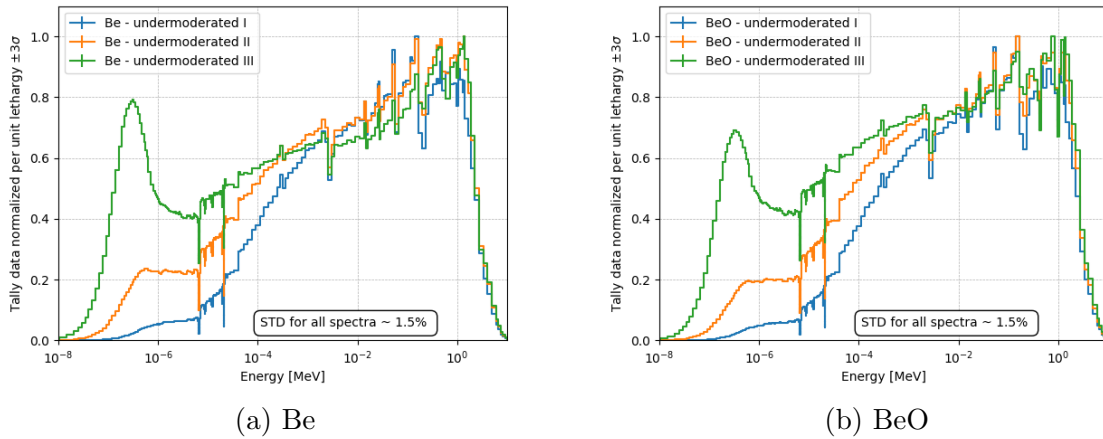 Be - undermoderated I
Be - undermoderated II
Be - undermoderated III
Tally data normalized per unit lethargy ±3σ
1.0
0.8
0.6
0.4
0.2
0.0
STD for all spectra ~ 1.5%
10⁻⁸
10⁻⁶
10⁻⁴
10⁻²
10⁰
Energy [MeV]
(a) Be
BeO - undermoderated I
BeO - undermoderated II
BeO - undermoderated III
Tally data normalized per unit lethargy ±3σ
1.0
0.8
0.6
0.4
0.2
0.0
STD for all spectra ~ 1.5%
10⁻⁸
10⁻⁶
10⁻⁴
10⁻²
10⁰
Energy [MeV]
(b) BeO